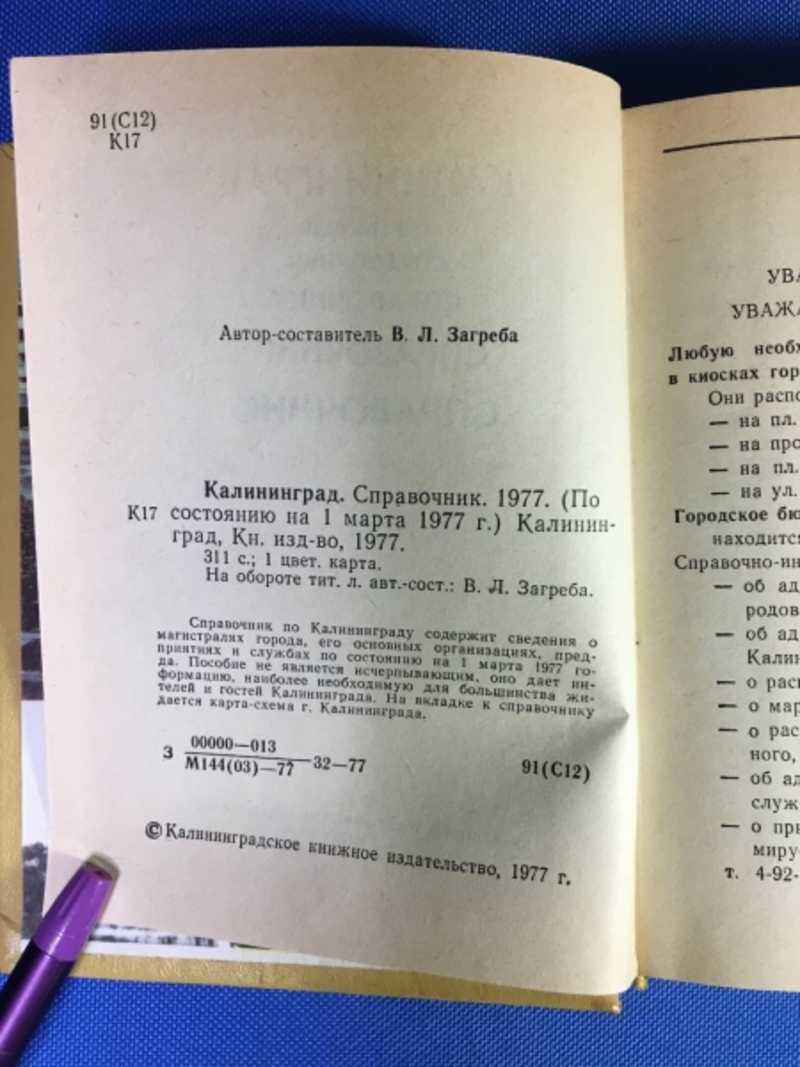 91(С12)
К17
Автор-составитель В. Л. Загреба
Калининград. Справочник. 1977. (По
К17 состоянию на 1 марта 1977 г.) Калинин-
град, Кн. изд-во, 1977.
311 с.; 1 цвет. карта.
На обороте тит. л. авт.-сост.: В. Л. Загреба.
Справочник по Калининграду содержит сведения о
магистралях города, его основных организациях, пред-
приятиях и службах по состоянию на 1 марта 1977 го-
да. Пособие не является исчерпывающим, оно дает ин-
формацию, наиболее необходимую для большинства жи-
телей и гостей Калининграда. На вкладке к справочнику
дается карта-схема г. Калининграда.
З 00000—013
М144(03)—77 32—77
91(С12)
© Калининградское книжное издательство, 1977 г.
УВА
УВАЖА
Любую необх
в киосках гор
Они распо
— на пл.
— на про
— на пл.
— на ул.
Городское бю
находится
Справочно-ин
— об ад
родов
— об ад
Калин
— о расп
— о мар
— о рас
ного,
— об ад
служ
— о при
миру
т. 4-92-